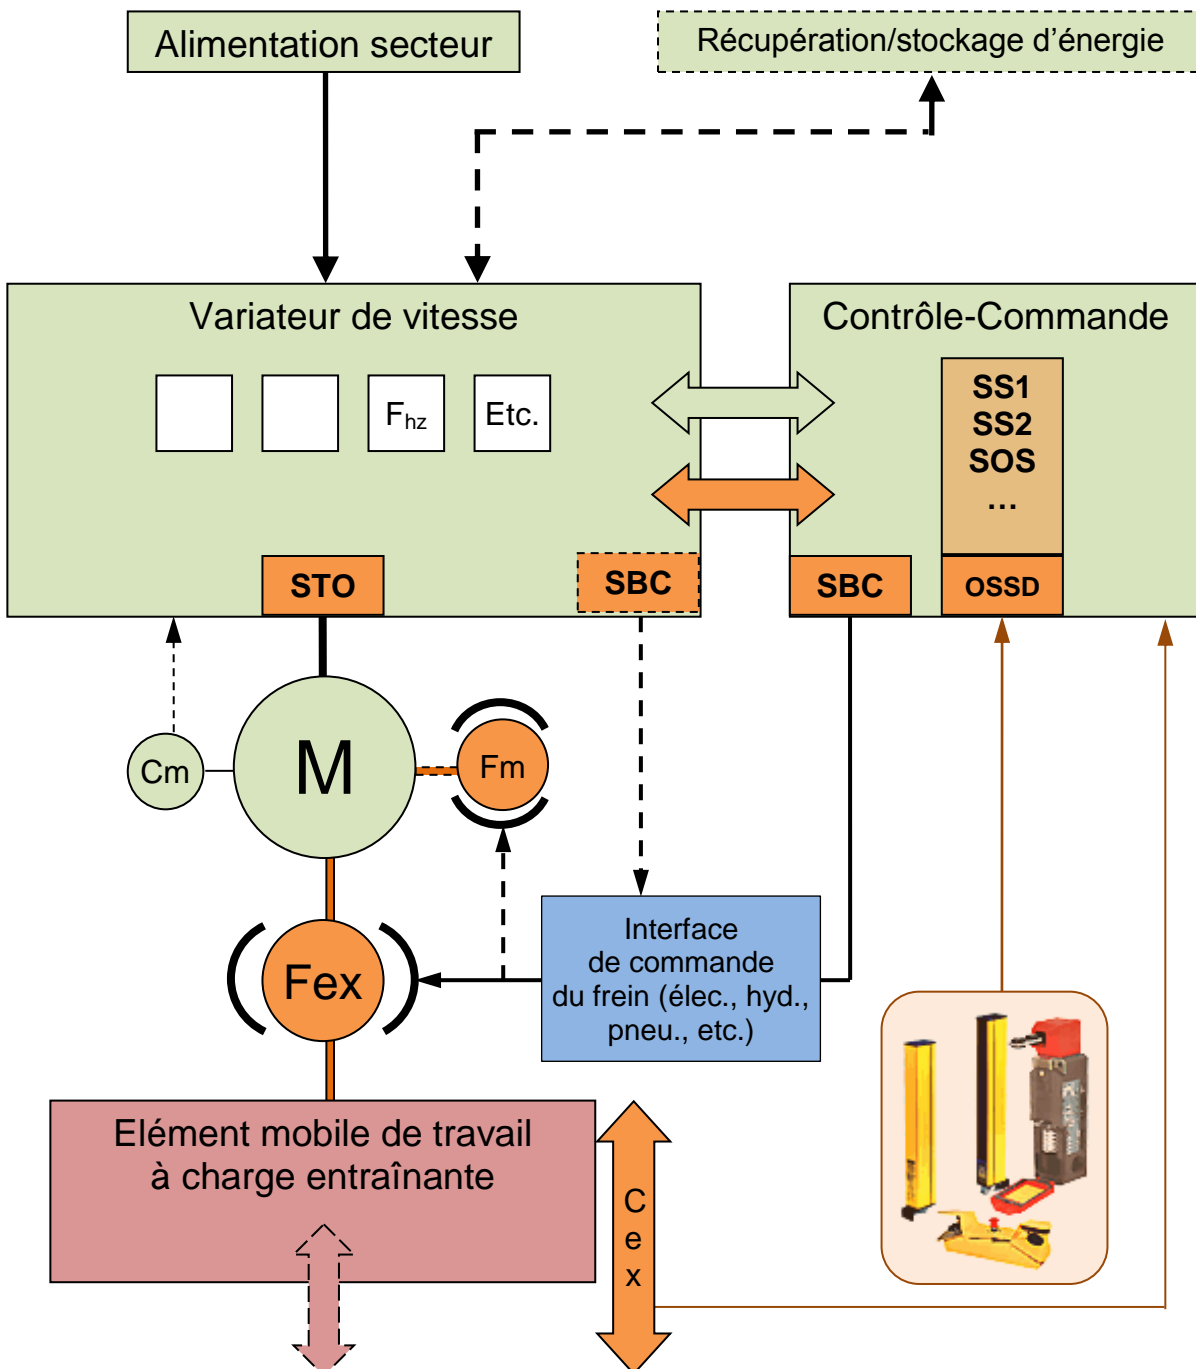 Alimentation secteur
Récupération/stockage d’énergie
Variateur de vitesse
Contrôle-Commande
Fhz
Etc.
SS1
SS2
SOS
...
STO
SBC
SBC
OSSD
Cm
M
Fm
Fex
Interface
de commande
du frein (élec., hyd.,
pneu., etc.)
Elément mobile de travail
à charge entraînante
C
e
x